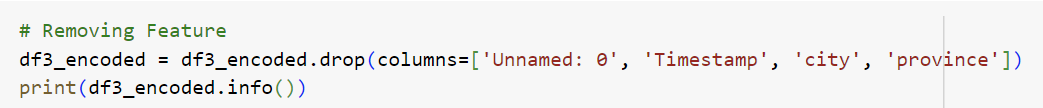 # Removing Feature
df3_encoded = df3_encoded.drop(columns=['Unnamed: 0', 'Timestamp', 'city', 'province'])
print(df3_encoded.info())